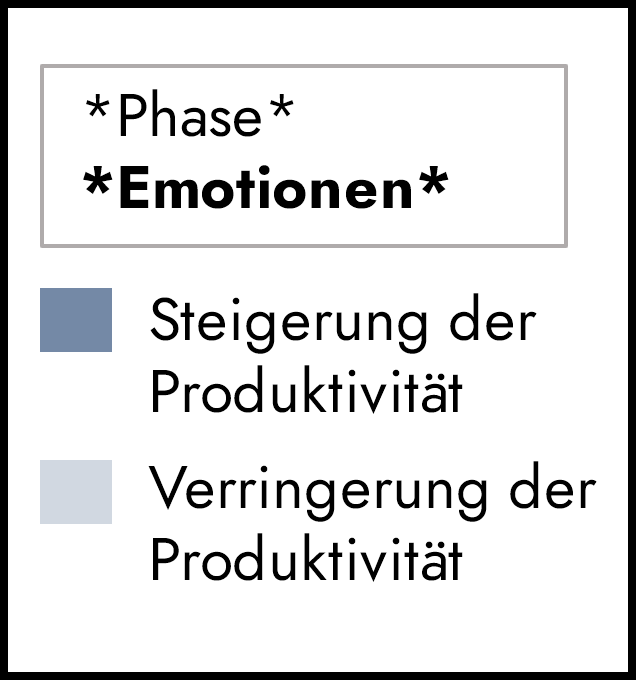 *Phase*
*Emotionen*
Steigerung der
Produktivität
Verringerung der
Produktivität